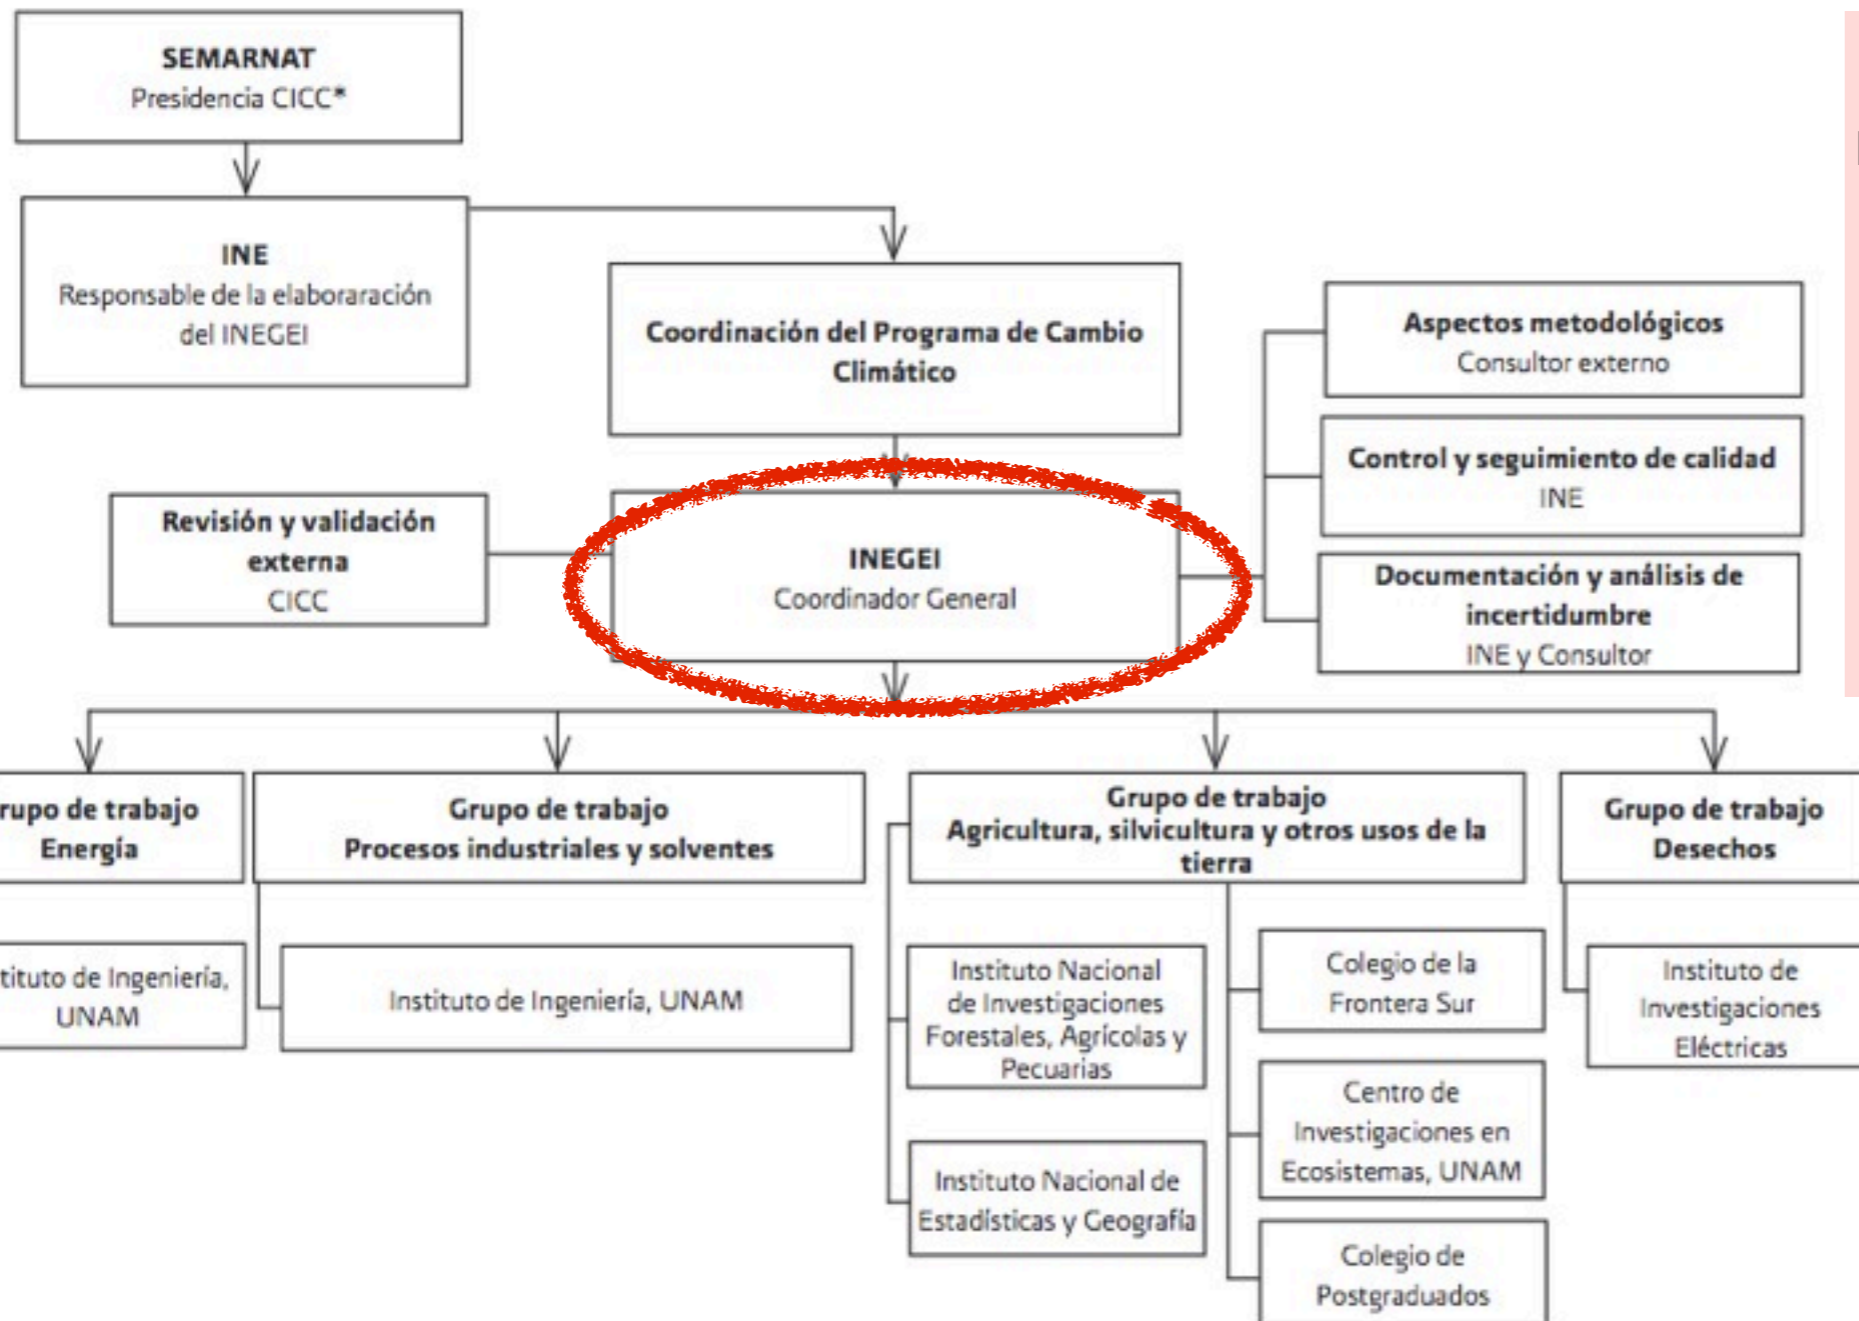 SEMARNAT
Presidencia CICC*
INE
Responsable de la elaboraración
del INEGEI
Coordinación del Programa de Cambio
Climático
Aspectos metodológicos
Consultor externo
Control y seguimiento de calidad
INE
Documentación y análisis de
incertidumbre
INE y Consultor
Revisión y validación
externa
CICC
INEGEI
Coordinador General
rupo de trabajo
Energía
Grupo de trabajo
Procesos industriales y solventes
Grupo de trabajo
Agricultura, silvicultura y otros usos de la
tierra
Grupo de trabajo
Desechos
tituto de Ingeniería,
UNAM
Instituto de Ingeniería, UNAM
Instituto Nacional
de Investigaciones
Forestales, Agrícolas y
Pecuarias
Instituto Nacional de
Estadísticas y Geografía
Colegio de la
Frontera Sur
Centro de
Investigaciones en
Ecosistemas, UNAM
Colegio de
Postgraduados
Instituto de
Investigaciones
Eléctricas